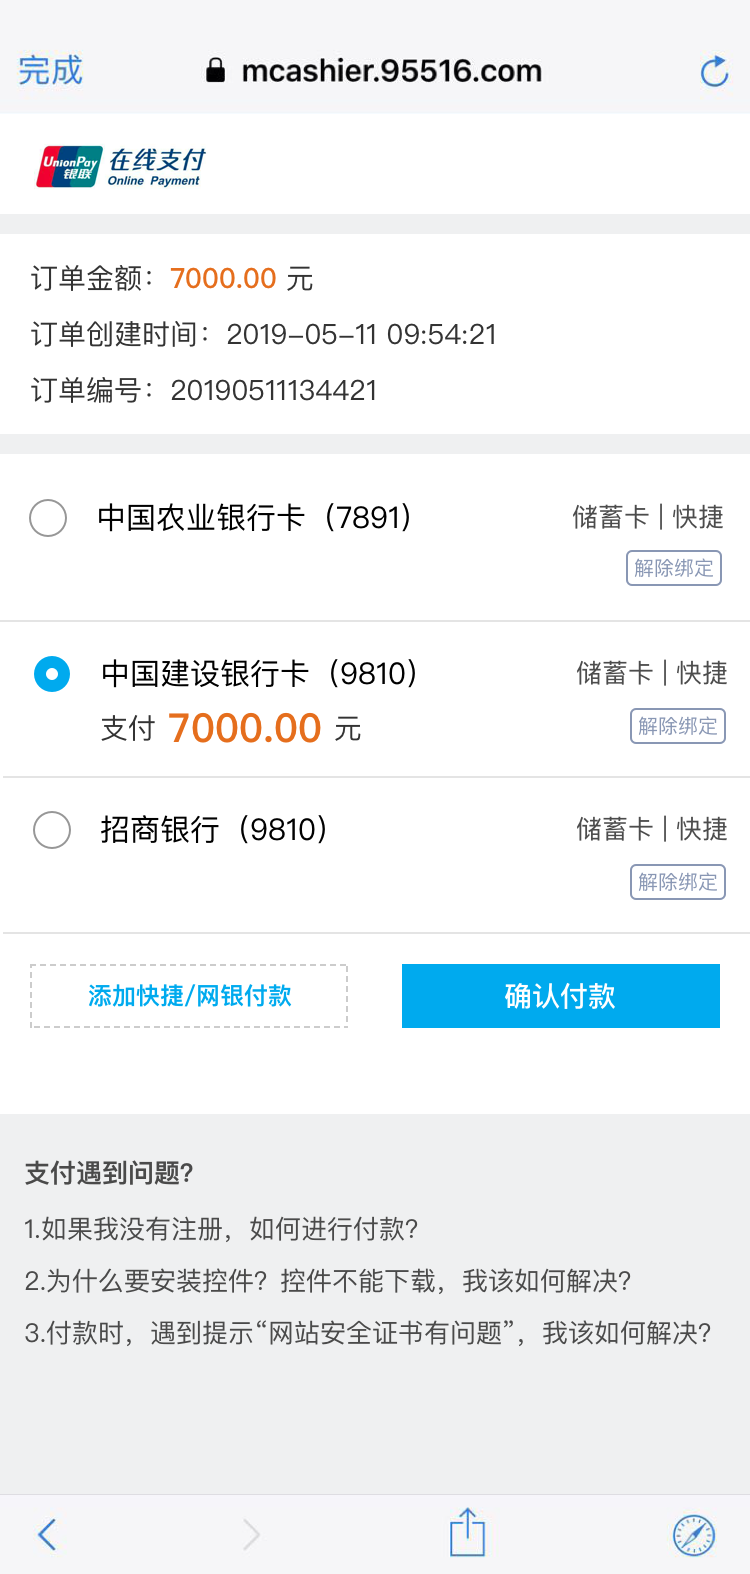 完成
mcashier.95516.com
UnionPay
银联
在线支付
Online Payment
订单金额：7000.00 元
订单创建时间：2019-05-11 09:54:21
订单编号：20190511134421
中国农业银行卡（7891） 储蓄卡 | 快捷
解除绑定
中国建设银行卡（9810） 储蓄卡 | 快捷
支付 7000.00 元 解除绑定
招商银行（9810） 储蓄卡 | 快捷
解除绑定
添加快捷/网银付款 确认付款
支付遇到问题?
1.如果我没有注册，如何进行付款?
2.为什么要安装控件？控件不能下载，我该如何解决?
3.付款时，遇到提示“网站安全证书有问题”，我该如何解决?